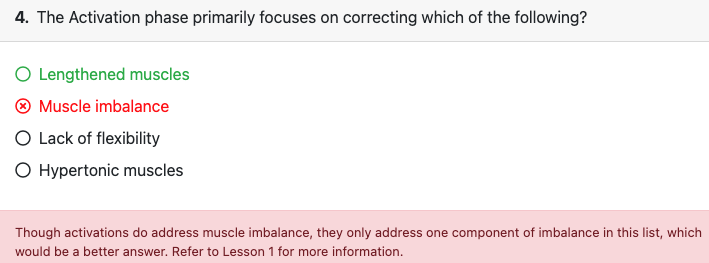 4. The Activation phase primarily focuses on correcting which of the following?
Lengthened muscles
Muscle imbalance
Lack of flexibility
Hypertonic muscles
Though activations do address muscle imbalance, they only address one component of imbalance in this list, which
would be a better answer. Refer to Lesson 1 for more information.